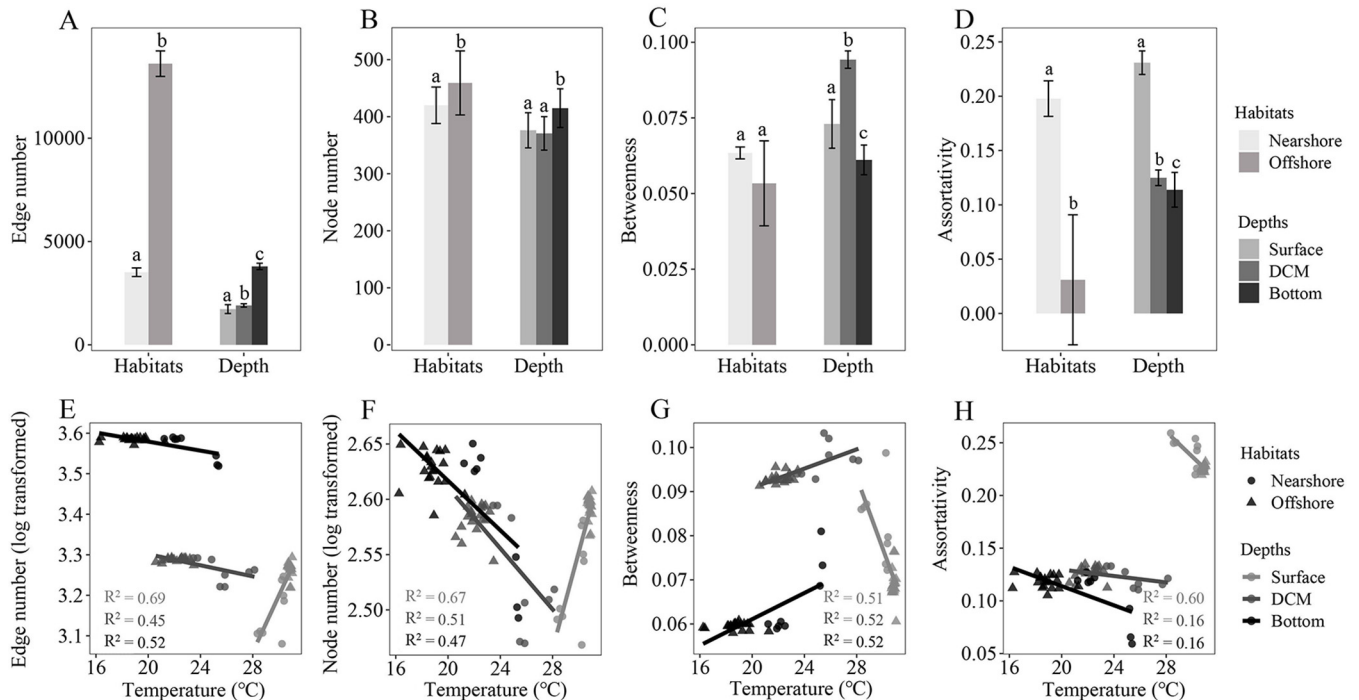 A
Edge number
10000
5000
0
a
b
a
b
c
Habitats Depth
B
Node number
500
400
300
200
100
0
a
b
a
a
b
Habitats Depth
C
Betweenness
0.100
0.075
0.050
0.025
0.000
a
a
a
b
c
Habitats Depth
D
Assortativity
0.25
0.20
0.15
0.10
0.05
0.00
a
b
a
b
c
Habitats Depth
Habitats
Nearshore
Offshore
Depths
Surface
DCM
Bottom
E
Edge number (log transformed)
3.6
3.5
3.4
3.3
3.2
3.1
R² = 0.69
R² = 0.45
R² = 0.52
16 20 24 28
Temperature (℃)
F
Node number (log transformed)
2.65
2.60
2.55
2.50
R² = 0.67
R² = 0.51
R² = 0.47
16 20 24 28
Temperature (℃)
G
Betweenness
0.10
0.09
0.08
0.07
0.06
R² = 0.51
R² = 0.52
R² = 0.52
16 20 24 28
Temperature (℃)
H
Assortativity
0.25
0.20
0.15
0.10
0.05
R² = 0.60
R² = 0.16
R² = 0.16
16 20 24 28
Temperature (℃)
Habitats
Nearshore
Offshore
Depths
Surface
DCM
Bottom